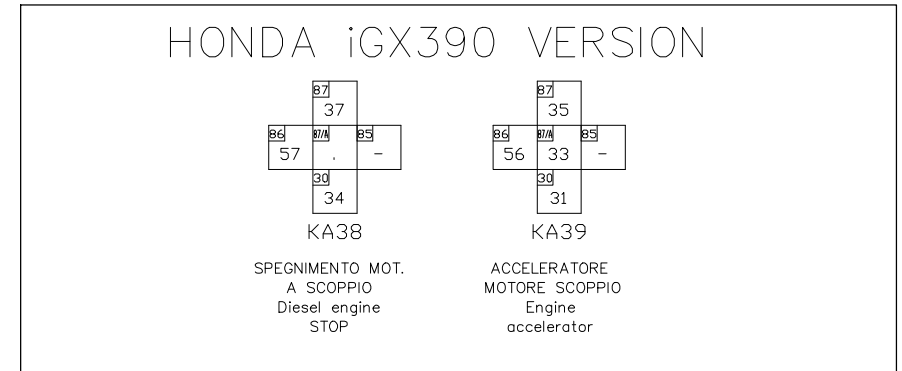 HONDA iGX390 VERSION
87 87
37 35
86 87/A 85 86 87/A 85
57 . - 56 33 -
30 30
34 31
KA38 KA39
SPEGNIMENTO MOT. ACCELERATORE
A SCOPPIO MOTORE SCOPPIO
Diesel engine Engine
STOP accelerator